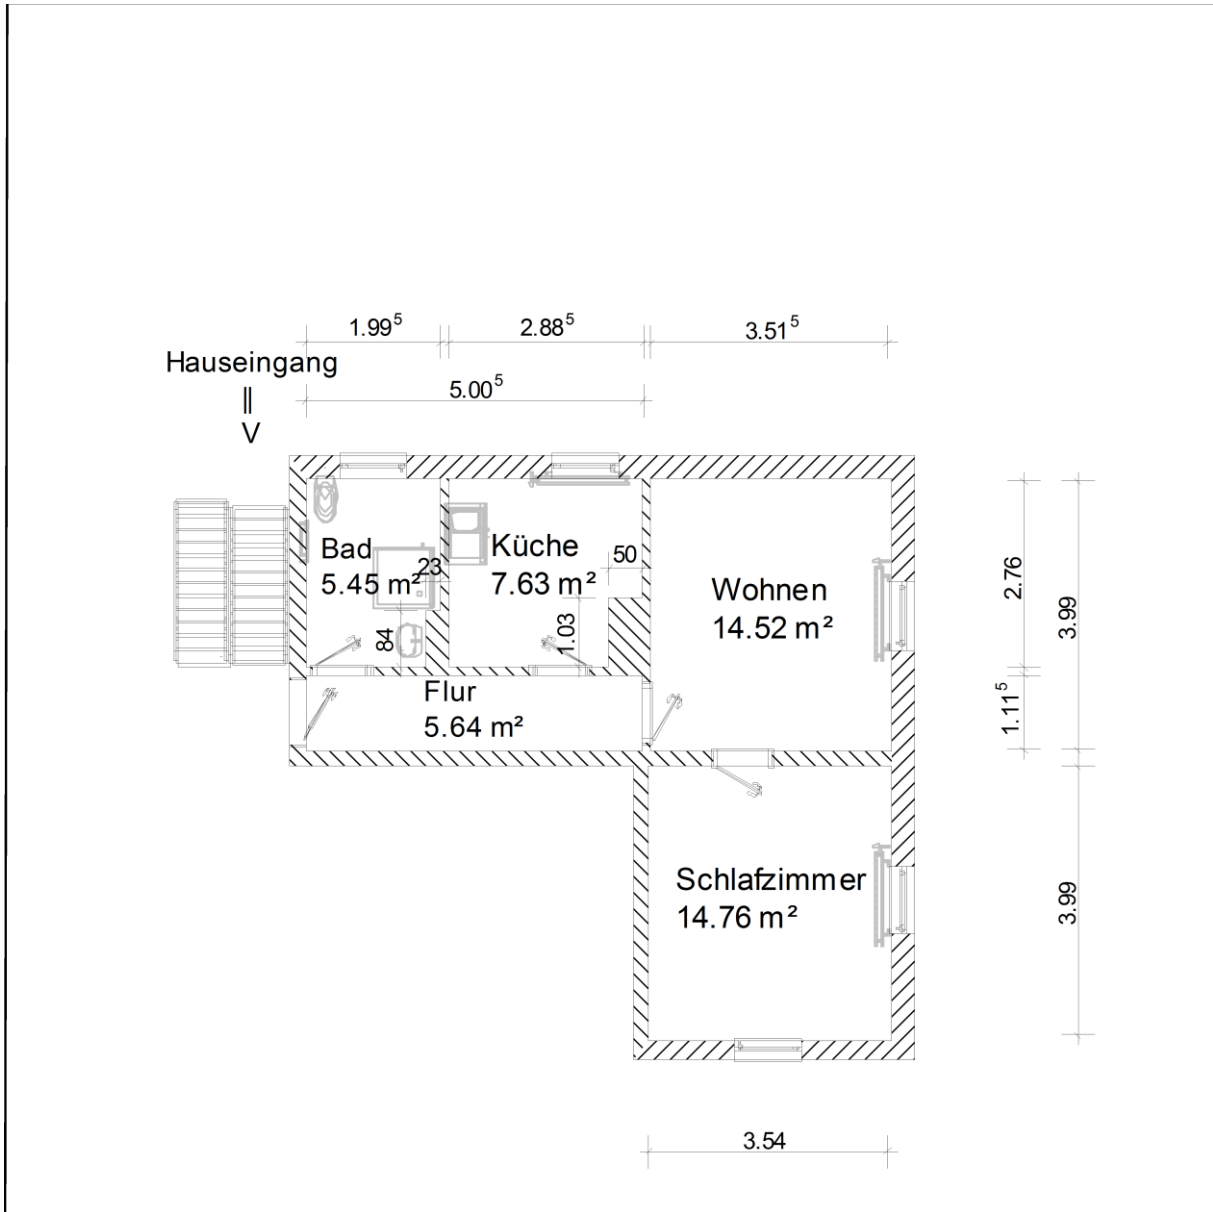 1.99⁵
2.88⁵
3.51⁵
Hauseingang
||
V
5.00⁵
Bad
5.45 m²
23
Küche
7.63 m²
50
Wohnen
14.52 m²
2.76
3.99
84
1.03
Flur
5.64 m²
1.11⁵
Schlafzimmer
14.76 m²
3.99
3.54